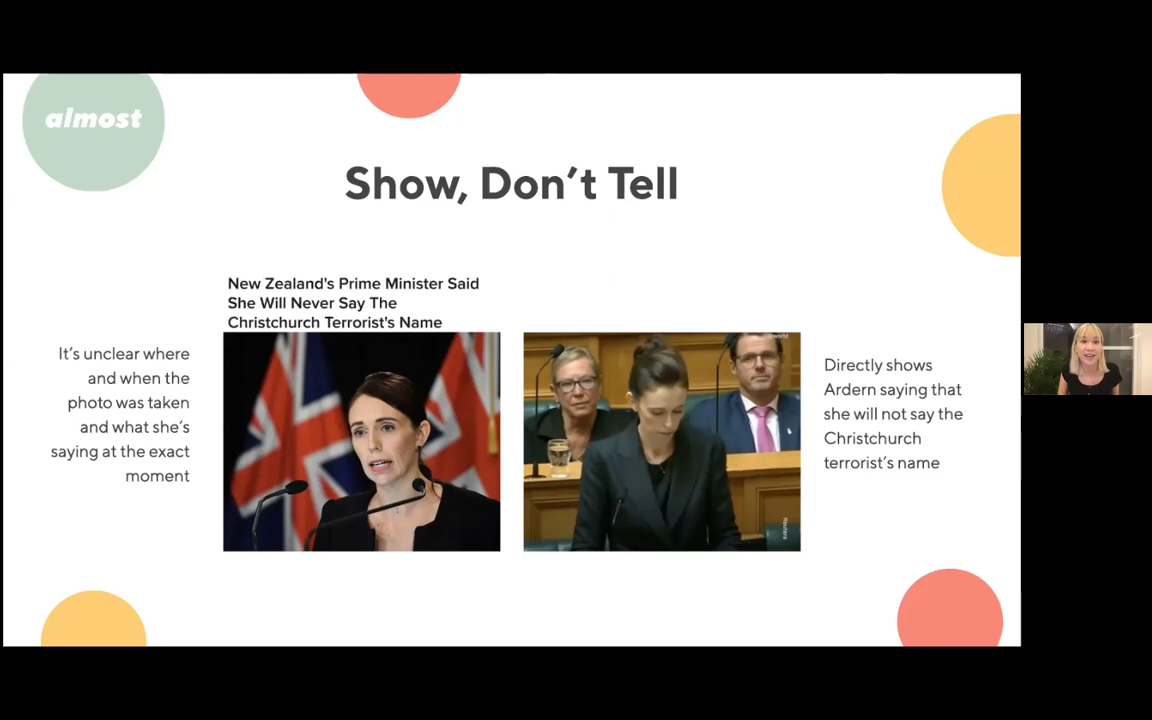 almost
Show, Don't Tell
New Zealand's Prime Minister Said
She Will Never Say The
Christchurch Terrorist's Name
It's unclear where
and when the
photo was taken
and what she's
saying at the exact
moment
Directly shows
Ardern saying that
she will not say the
Christchurch
terrorist's name
Reuters